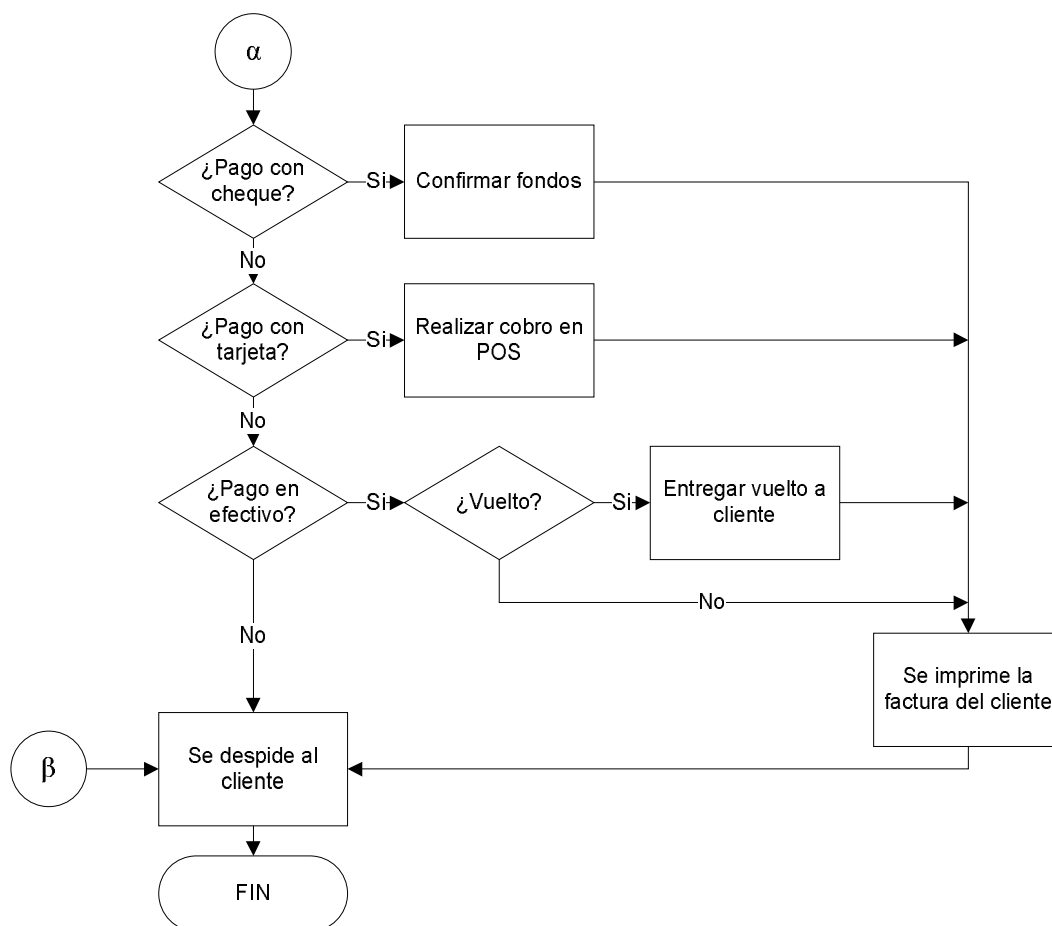 α
¿Pago con
cheque?
Si
Confirmar fondos
No
¿Pago con
tarjeta?
Si
Realizar cobro en
POS
No
¿Pago en
efectivo?
Si
¿Vuelto?
Si
Entregar vuelto a
cliente
No
No
Se imprime la
factura del cliente
β
Se despide al
cliente
FIN